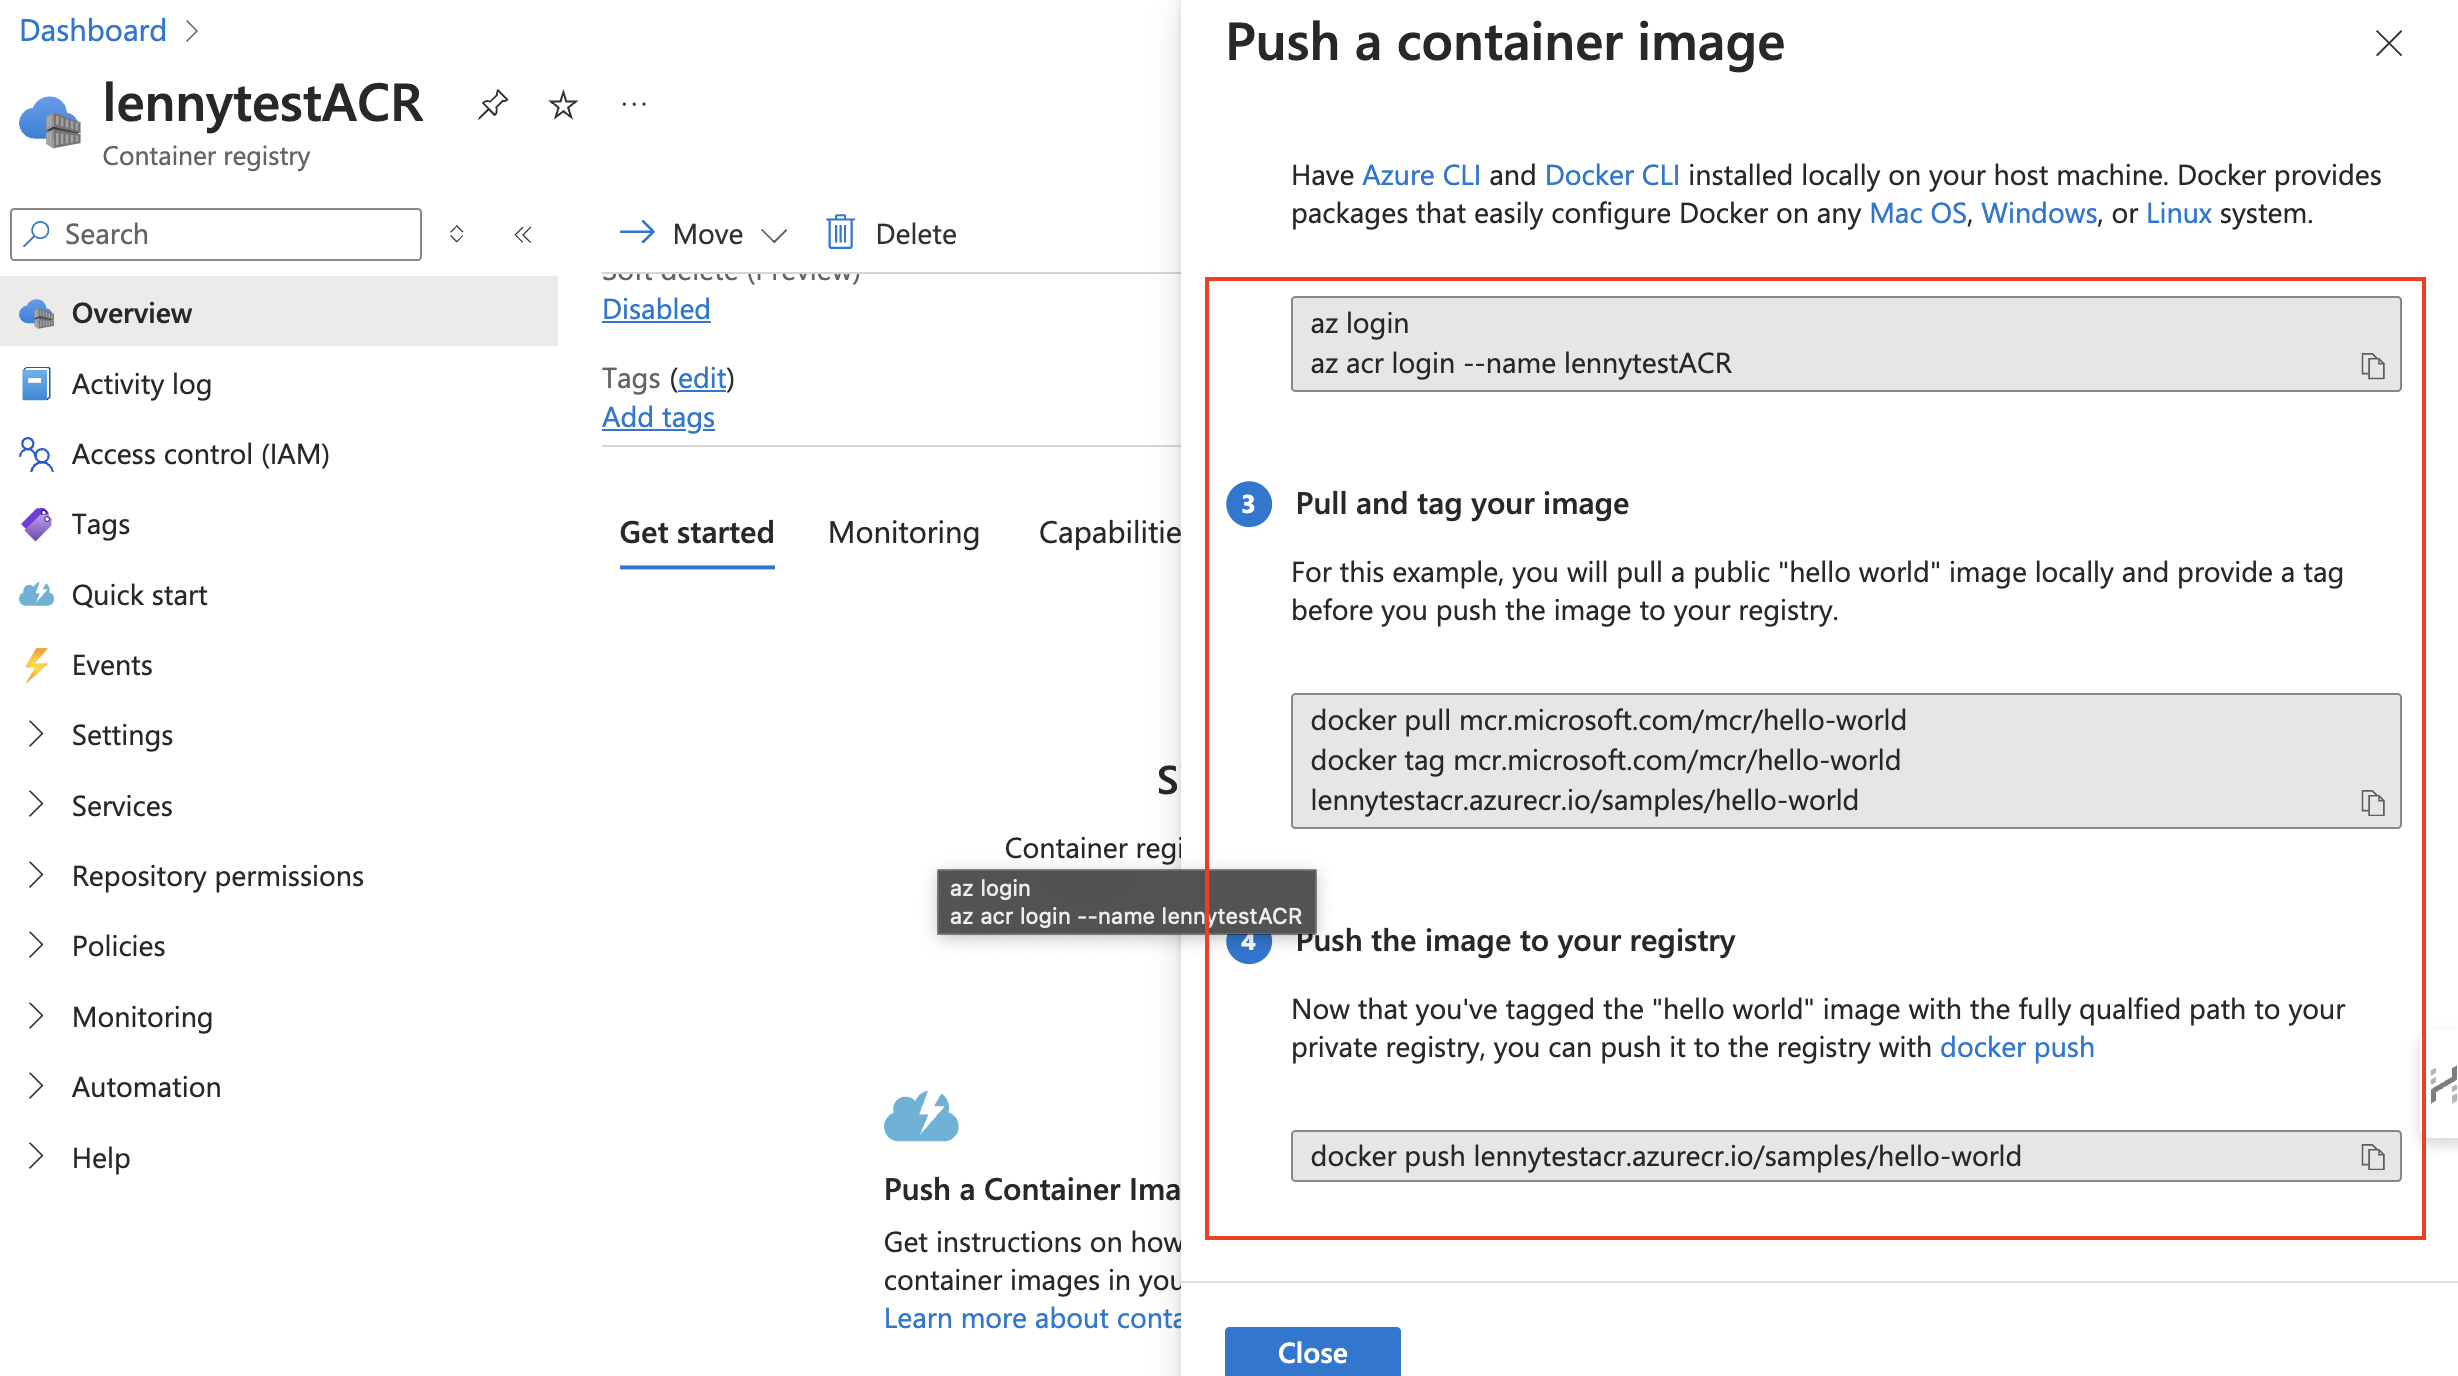 Dashboard
lennytestACR
Container registry
Search
Overview
Activity log
Access control (IAM)
Tags
Quick start
Events
Settings
Services
Repository permissions
Policies
Monitoring
Automation
Help
Move
Delete
Soft delete (Preview)
Disabled
Tags (edit)
Add tags
Get started
Monitoring
Capabilitie
S
Container regi
az login
az acr login --name lennytestACR
Push a Container Ima
Get instructions on how
container images in you
Learn more about conta
Push a container image
Have Azure CLI and Docker CLI installed locally on your host machine. Docker provides
packages that easily configure Docker on any Mac OS, Windows, or Linux system.
az login
az acr login --name lennytestACR
3
Pull and tag your image
For this example, you will pull a public "hello world" image locally and provide a tag
before you push the image to your registry.
docker pull mcr.microsoft.com/mcr/hello-world
docker tag mcr.microsoft.com/mcr/hello-world
lennytestacr.azurecr.io/samples/hello-world
4
Push the image to your registry
Now that you've tagged the "hello world" image with the fully qualfied path to your
private registry, you can push it to the registry with docker push
docker push lennytestacr.azurecr.io/samples/hello-world
Close